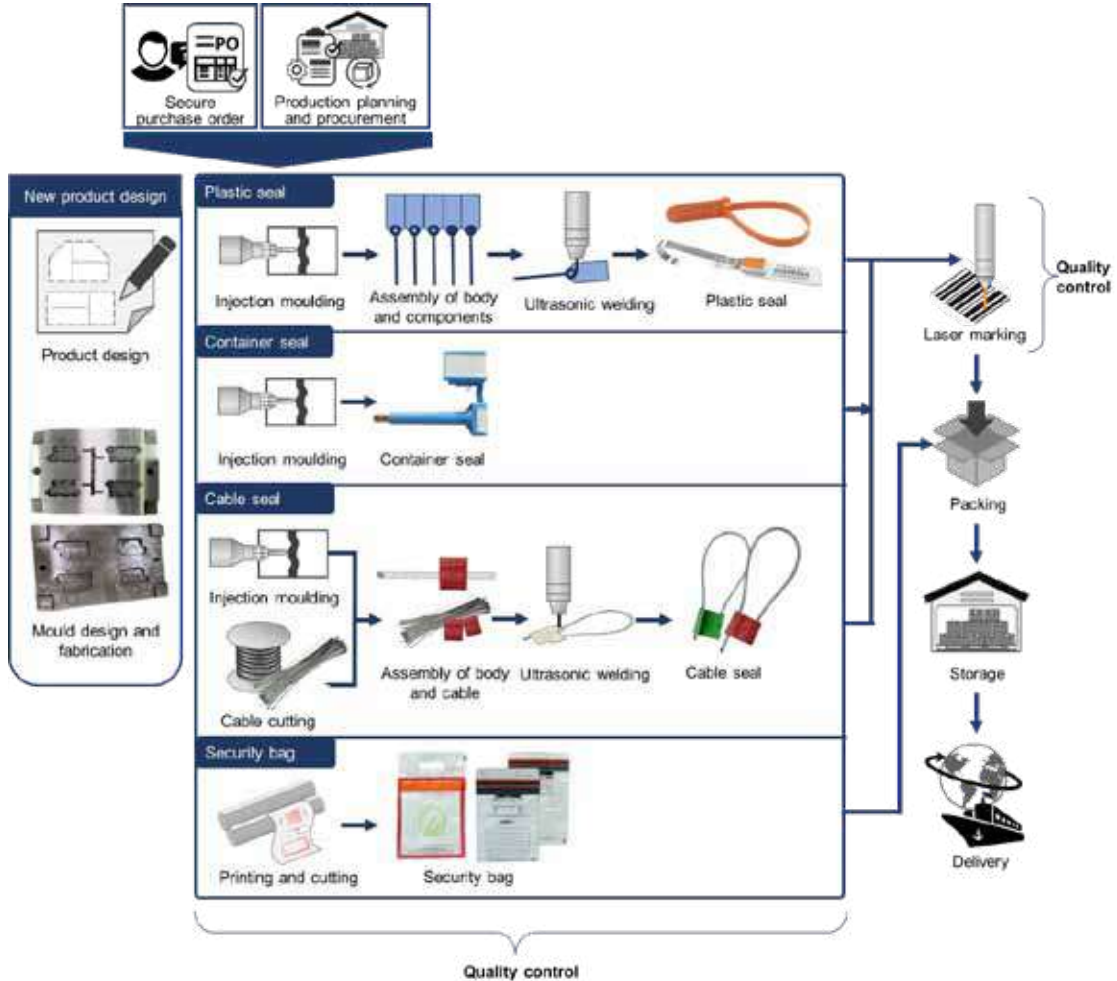 PO
Secure
purchase order
Production planning
and procurement
New product design
Product design
Mould design and
fabrication
Plastic seal
Injection moulding
Assembly of body
and components
Ultrasonic welding
Plastic seal
Container seal
Injection moulding
Container seal
Cable seal
Injection moulding
Cable cutting
Assembly of body
and cable
Ultrasonic welding
Cable seal
Security bag
Printing and cutting
Security bag
Quality control
Laser marking
Quality
control
Packing
Storage
Delivery